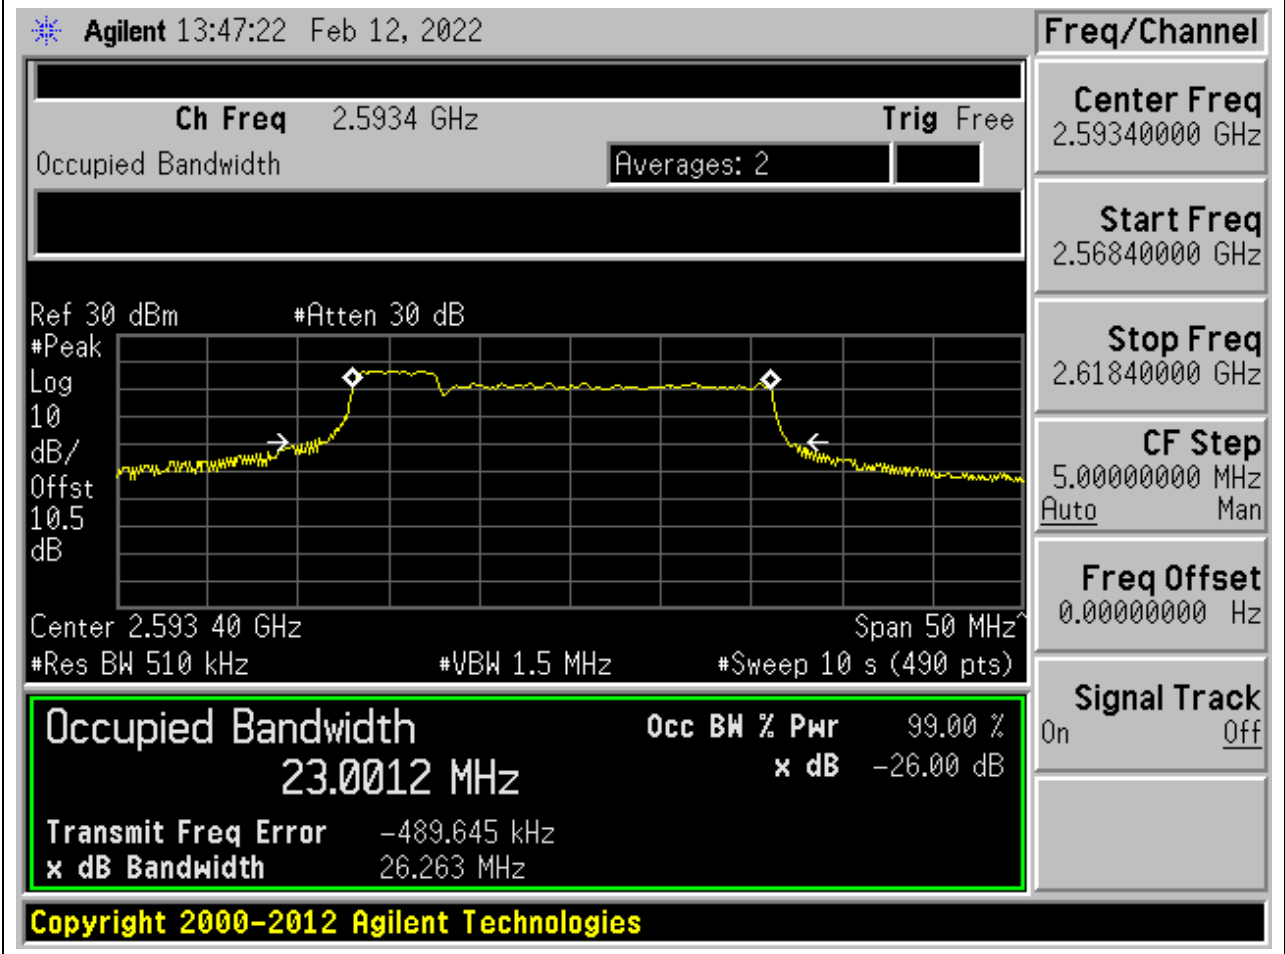 Agilent 13:47:22 Feb 12, 2022
Freq/Channel
Ch Freq 2.5934 GHz Trig Free
Occupied Bandwidth Averages: 2
Ref 30 dBm #Atten 30 dB
#Peak
Log
10
dB/
Offst
10.5
dB
Center 2.593 40 GHz Span 50 MHz^
#Res BW 510 kHz #VBW 1.5 MHz #Sweep 10 s (490 pts)
Occupied Bandwidth Occ BW % Pwr 99.00 %
23.0012 MHz x dB -26.00 dB
Transmit Freq Error -489.645 kHz
x dB Bandwidth 26.263 MHz
Center Freq
2.59340000 GHz
Start Freq
2.56840000 GHz
Stop Freq
2.61840000 GHz
CF Step
5.00000000 MHz
Auto Man
Freq Offset
0.00000000 Hz
Signal Track
On Off
Copyright 2000-2012 Agilent Technologies